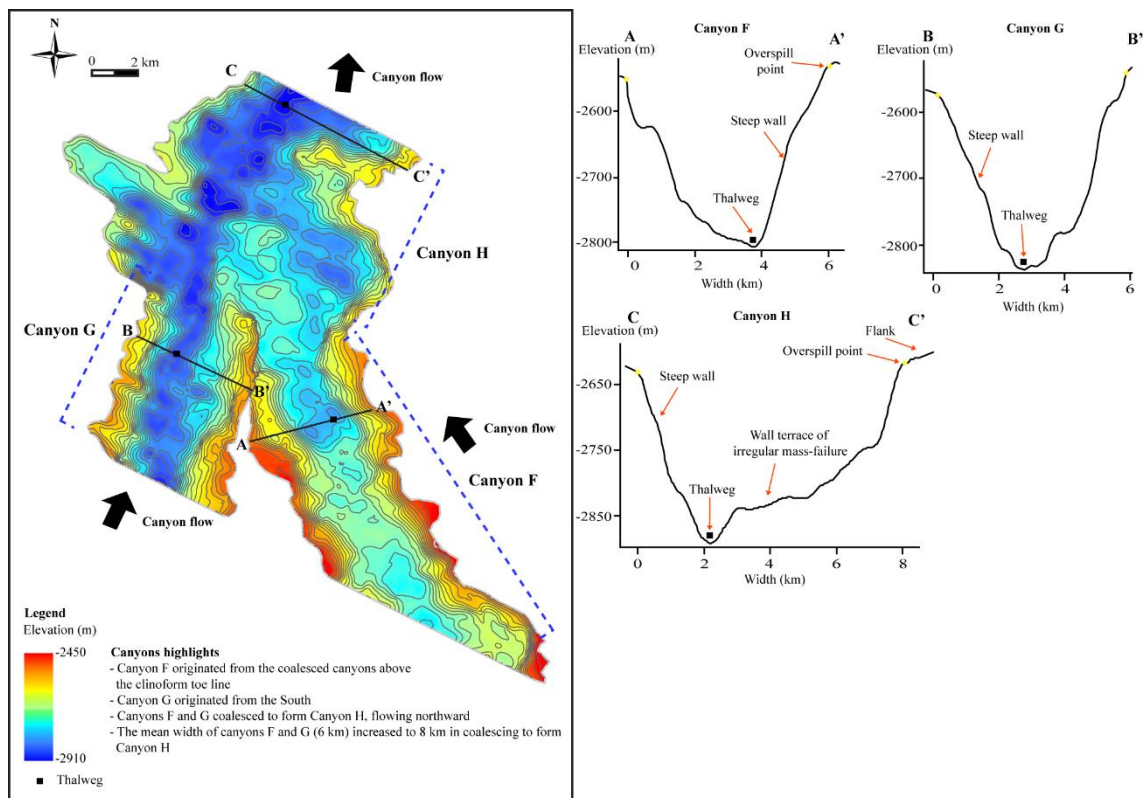 N
0 2 km
Canyon flow
C
C'
Canyon H
Canyon G
B
B'
A'
A
Canyon flow
Canyon F
Canyon flow
Legend
Elevation (m)
-2450
-2910
Thalweg
Canyons highlights
- Canyon F originated from the coalesced canyons above
the clinoform toe line
- Canyon G originated from the South
- Canyons F and G coalesced to form Canyon H, flowing northward
- The mean width of canyons F and G (6 km) increased to 8 km in coalescing to form
Canyon H
A
Canyon F
A'
Elevation (m)
Overspill
point
-2600
Steep wall
-2700
Thalweg
-2800
0 2 4 6
Width (km)
B
Canyon G
B'
Elevation (m)
-2600
Steep wall
-2700
Thalweg
-2800
0 2 4 6
Width (km)
C
Canyon H
C'
Elevation (m)
Flank
Overspill point
-2650
Steep wall
-2750
Wall terrace of
irregular mass-failure
Thalweg
-2850
0 2 4 6 8
Width (km)